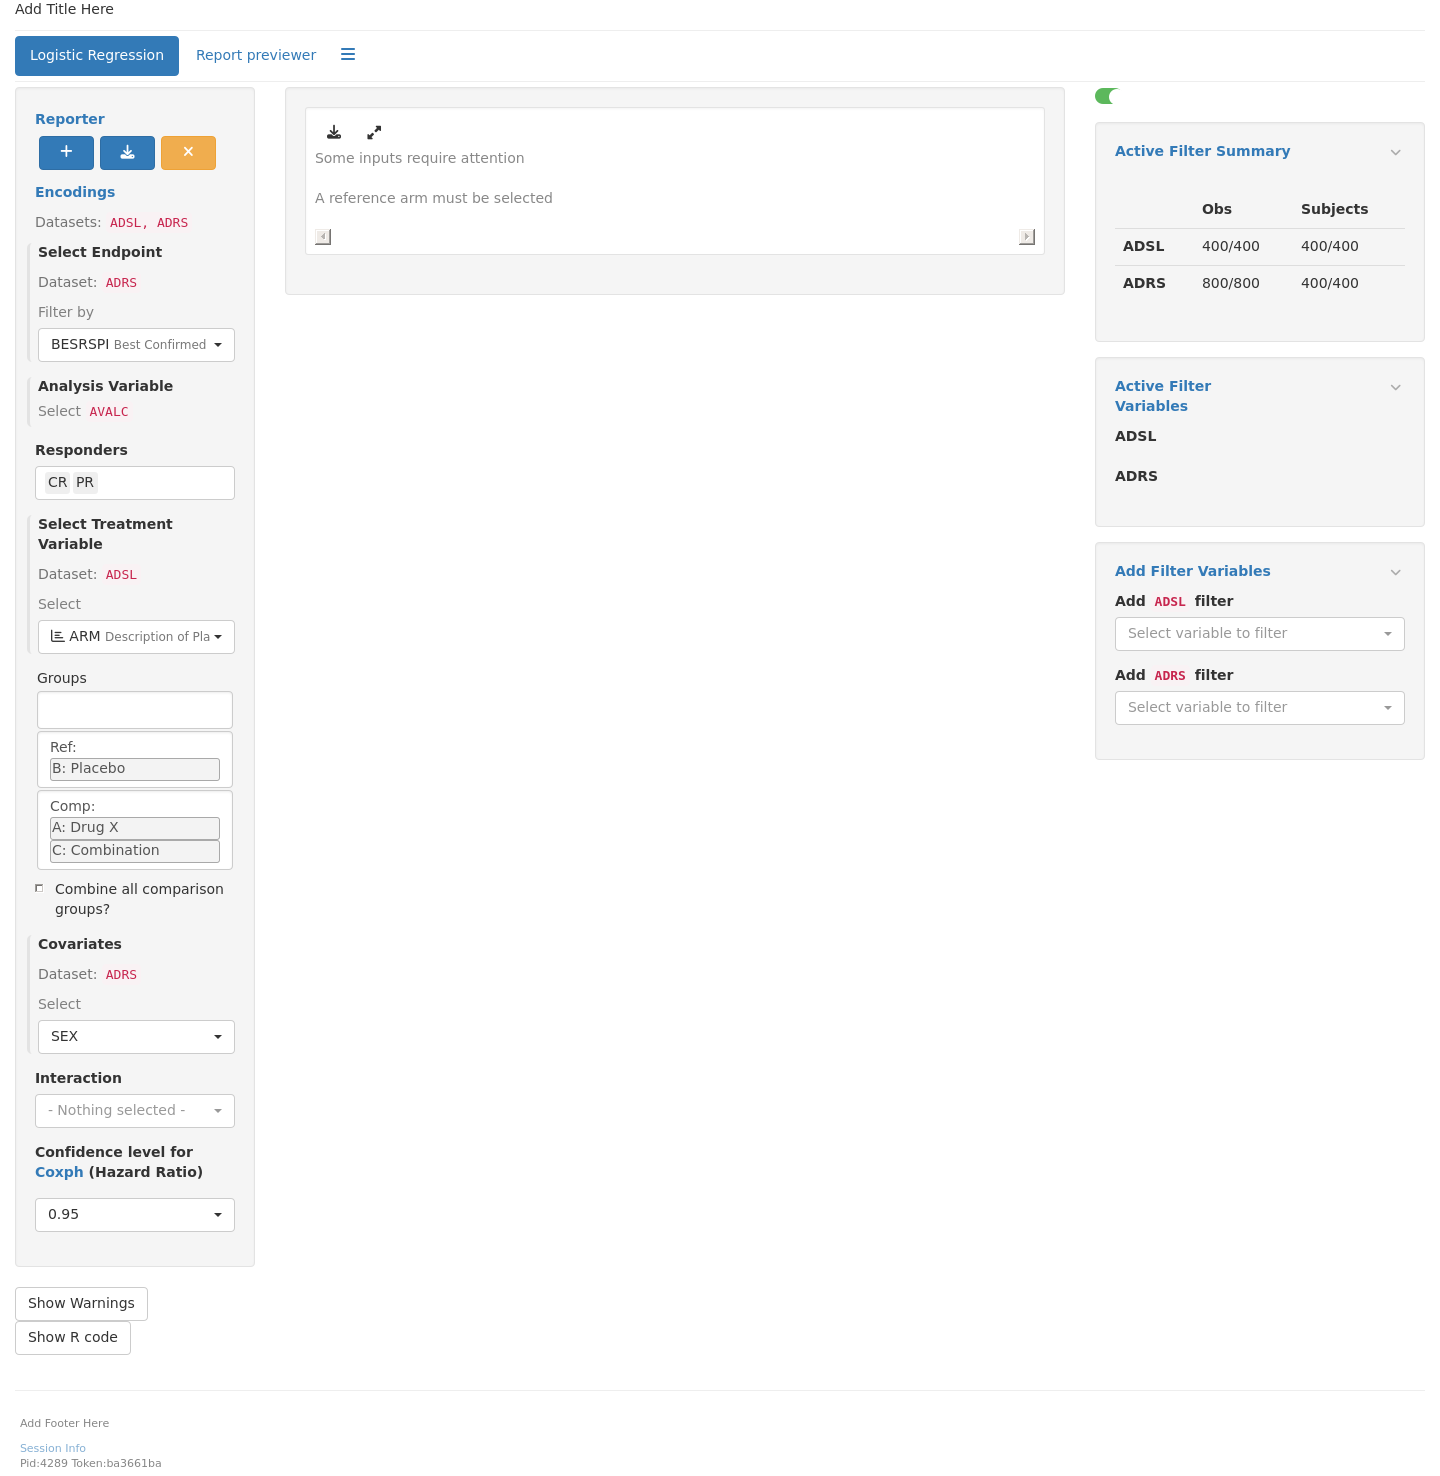 Add Title Here
Logistic Regression
Report previewer
Reporter
Encodings
Datasets: ADSL, ADRS
Select Endpoint
Dataset: ADRS
Filter by
BESRSPI Best Confirmed
Analysis Variable
Select AVALC
Responders
CR PR
Select Treatment
Variable
Dataset: ADSL
Select
ARM Description of Pla
Groups
Ref:
B: Placebo
Comp:
A: Drug X
C: Combination
Combine all comparison
groups?
Covariates
Dataset: ADRS
Select
SEX
Interaction
- Nothing selected -
Confidence level for
Coxph (Hazard Ratio)
0.95
Show Warnings
Show R code
Some inputs require attention
A reference arm must be selected
Active Filter Summary
Obs Subjects
ADSL 400/400 400/400
ADRS 800/800 400/400
Active Filter
Variables
ADSL
ADRS
Add Filter Variables
Add ADSL filter
Select variable to filter
Add ADRS filter
Select variable to filter
Add Footer Here
Session Info
Pid:4289 Token:ba3661ba